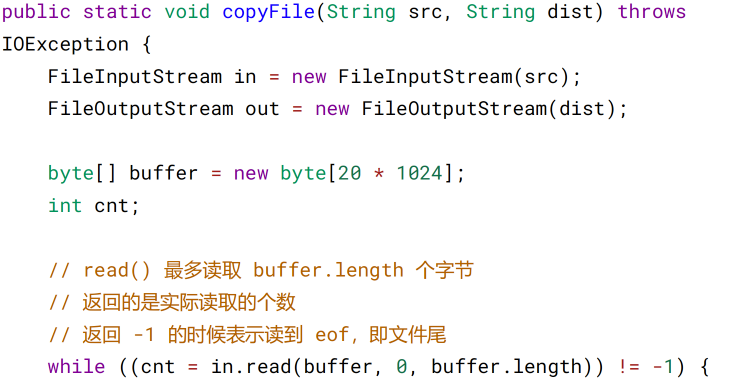 public static void copyFile(String src, String dist) throws
IOException {
    FileInputStream in = new FileInputStream(src);
    FileOutputStream out = new FileOutputStream(dist);

    byte[] buffer = new byte[20 * 1024];
    int cnt;

    // read() 最多读取 buffer.length 个字节
    // 返回的是实际读取的个数
    // 返回 -1 的时候表示读到 eof，即文件尾
    while ((cnt = in.read(buffer, 0, buffer.length)) != -1) {